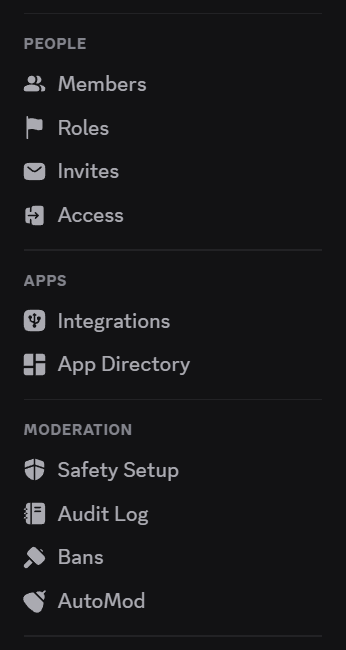 PEOPLE
Members
Roles
Invites
Access
APPS
Integrations
App Directory
MODERATION
Safety Setup
Audit Log
Bans
AutoMod